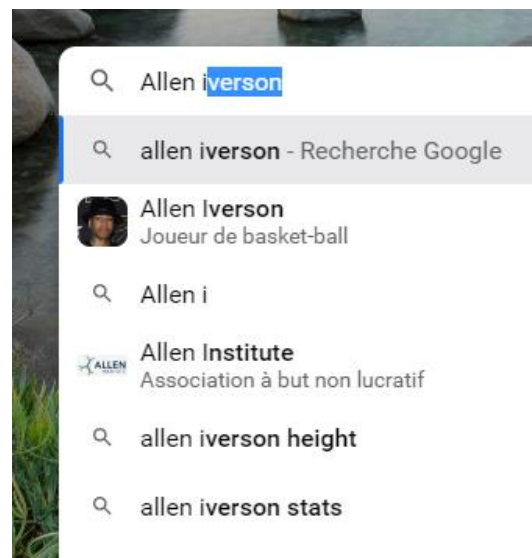 Allen iverson
allen iverson - Recherche Google
Allen Iverson
Joueur de basket-ball
Allen i
Allen Institute
ALLEN
Association à but non lucratif
allen iverson height
allen iverson stats